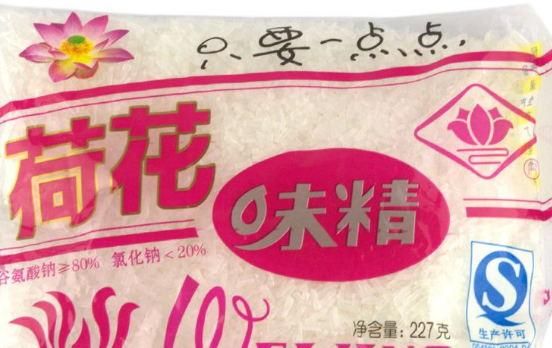 只要一点点,
荷花
味精
谷氨酸钠≥80% 氯化钠<20%
净含量:227克
生产许可